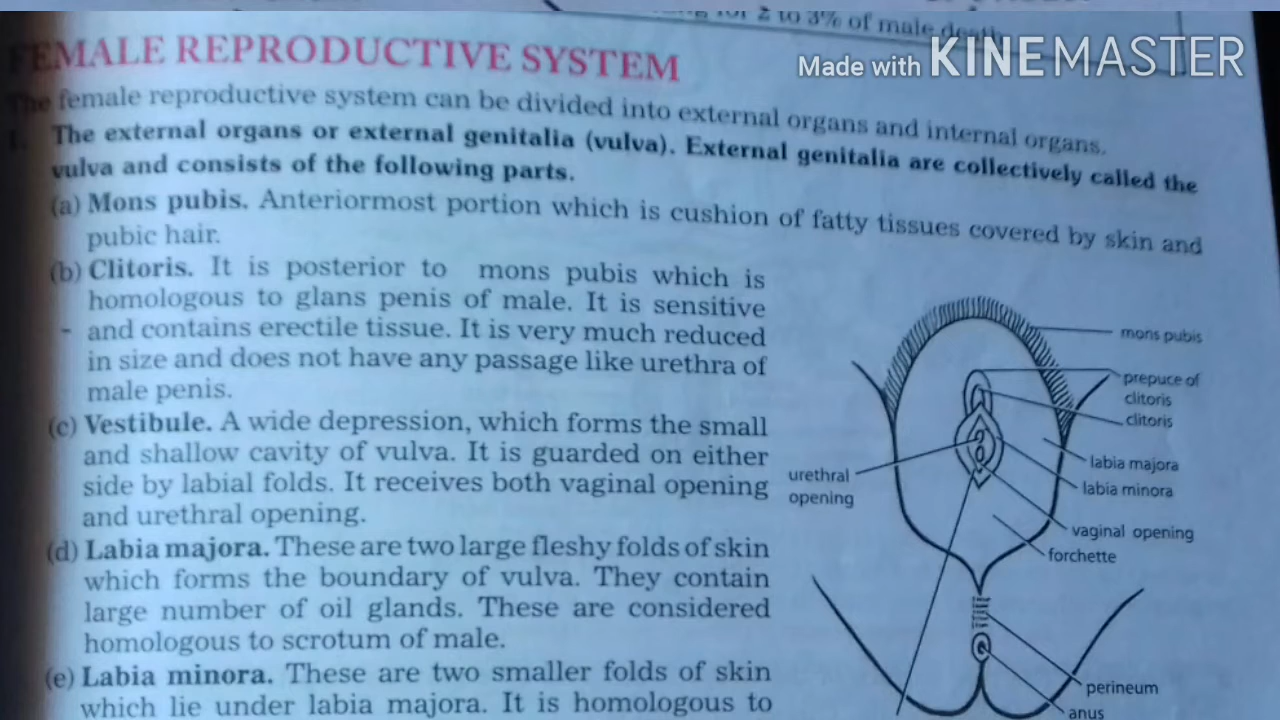 2 to 3% of male
Made with KINEMASTER
FEMALE REPRODUCTIVE SYSTEM
The female reproductive system can be divided into external organs and internal organs.
1. The external organs or external genitalia (vulva). External genitalia are collectively called the
vulva and consists of the following parts.
(a) Mons pubis. Anteriormost portion which is cushion of fatty tissues covered by skin and
pubic hair.
(b) Clitoris. It is posterior to mons pubis which is
homologous to glans penis of male. It is sensitive
and contains erectile tissue. It is very much reduced
in size and does not have any passage like urethra of
male penis.
(c) Vestibule. A wide depression, which forms the small
and shallow cavity of vulva. It is guarded on either
side by labial folds. It receives both vaginal opening
and urethral opening.
(d) Labia majora. These are two large fleshy folds of skin
which forms the boundary of vulva. They contain
large number of oil glands. These are considered
homologous to scrotum of male.
(e) Labia minora. These are two smaller folds of skin
which lie under labia majora. It is homologous to
mons pubis
prepuce of
clitoris
clitoris
labia majora
labia minora
urethral
opening
vaginal opening
forchette
perineum
anus